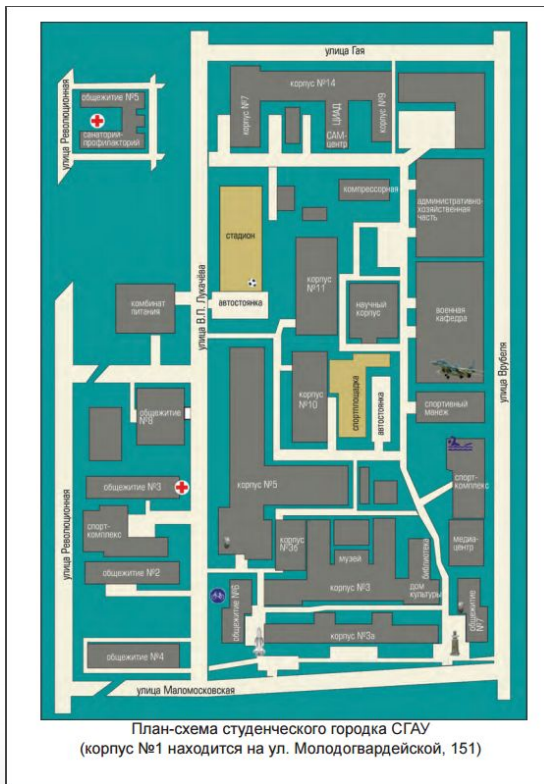 улица Гая
общежитие №5
санаторий-
профилакторий
улица Революционная
корпус №7
корпус №14
ЦИАД
САМ-
центр
корпус №9
компрессорная
административно-
хозяйственная
часть
стадион
автостоянка
улица В.П. Лукачёва
корпус
№11
научный
корпус
военная
кафедра
комбинат
питания
улица Врубеля
корпус
№10
спортплощадка
автостоянка
спортивный
манеж
общежитие
№8
общежитие №3
корпус №5
спорт-
комплекс
улица Революционная
спорт-
комплекс
общежитие №2
корпус
№3б
музей
библиотека
медиа-
центр
общежитие №6
корпус №3
дом
культуры
общежитие
№7
корпус №3а
общежитие №4
улица Маломосковская
План-схема студенческого городка СГАУ
(корпус №1 находится на ул. Молодогвардейской, 151)